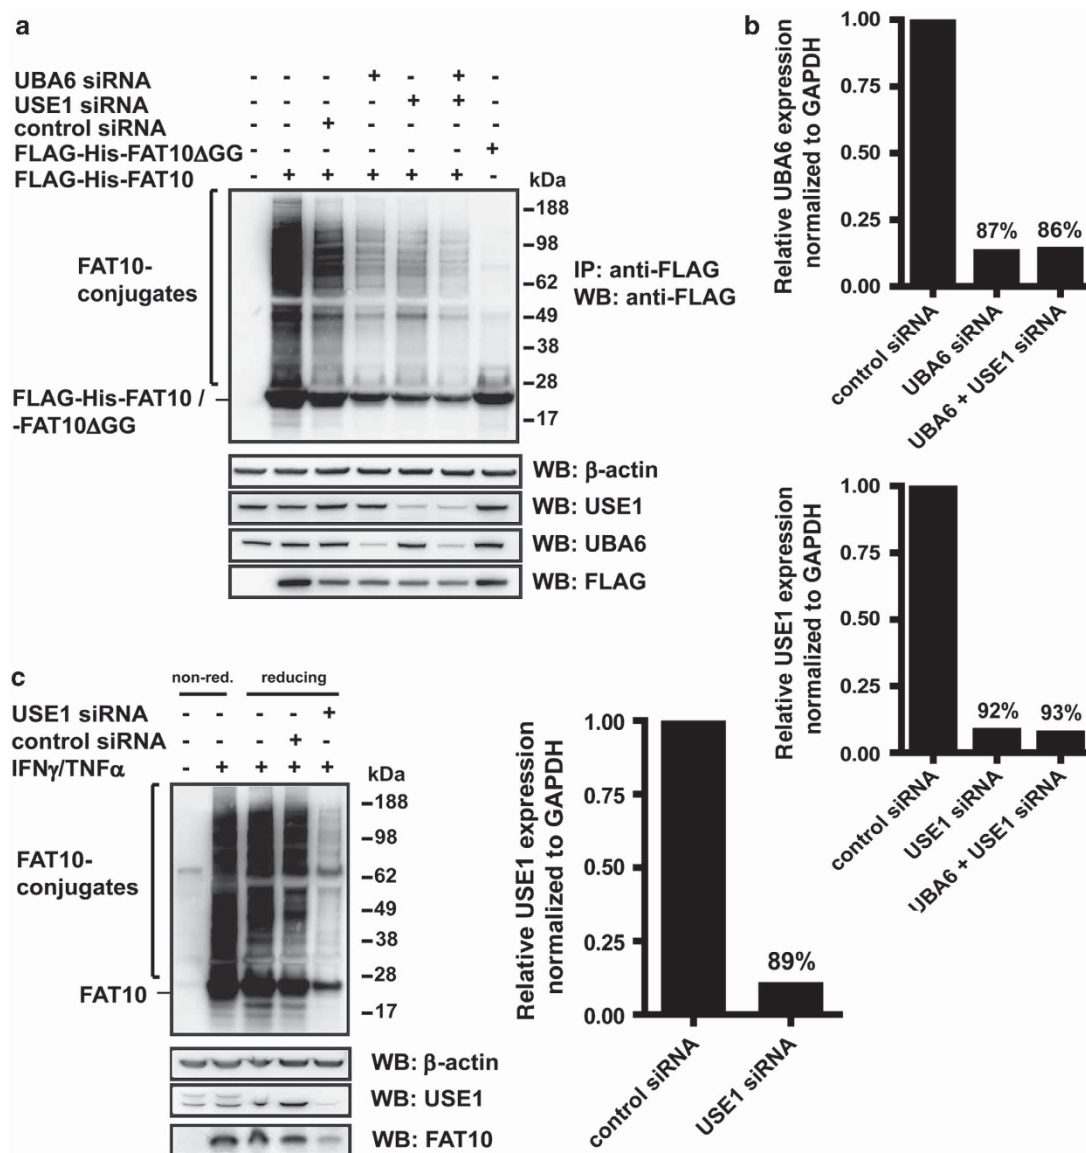 a
UBA6 siRNA - - - + - + -
USE1 siRNA - - - - + + -
control siRNA - - + - - - -
FLAG-His-FAT10ΔGG - - - - - - +
FLAG-His-FAT10 - + + + + + -
kDa
188
98
62
49
38
28
17
FAT10-
conjugates
FLAG-His-FAT10 /
-FAT10ΔGG
IP: anti-FLAG
WB: anti-FLAG
WB: β-actin
WB: USE1
WB: UBA6
WB: FLAG
b
Relative UBA6 expression
normalized to GAPDH
1.00
0.75
0.50
0.25
0.00
87%
86%
control siRNA
UBA6 siRNA
UBA6 + USE1 siRNA
Relative USE1 expression
normalized to GAPDH
1.00
0.75
0.50
0.25
0.00
92%
93%
control siRNA
USE1 siRNA
UBA6 + USE1 siRNA
c
non-red. reducing
USE1 siRNA - - - - +
control siRNA - - - + -
IFNγ/TNFα - + + + +
kDa
188
98
62
49
38
28
17
FAT10-
conjugates
FAT10
WB: β-actin
WB: USE1
WB: FAT10
Relative USE1 expression
normalized to GAPDH
1.00
0.75
0.50
0.25
0.00
89%
control siRNA
USE1 siRNA